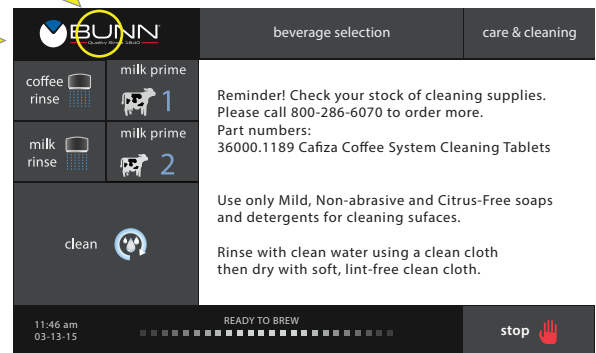 BUNN
Quality Since 1840
beverage selection
care & cleaning
coffee
rinse
milk prime
1
milk
rinse
milk prime
2
clean
Reminder! Check your stock of cleaning supplies.
Please call 800-286-6070 to order more.
Part numbers:
36000.1189 Cafiza Coffee System Cleaning Tablets
Use only Mild, Non-abrasive and Citrus-Free soaps
and detergents for cleaning sufaces.
Rinse with clean water using a clean cloth
then dry with soft, lint-free clean cloth.
11:46 am
03-13-15
READY TO BREW
stop